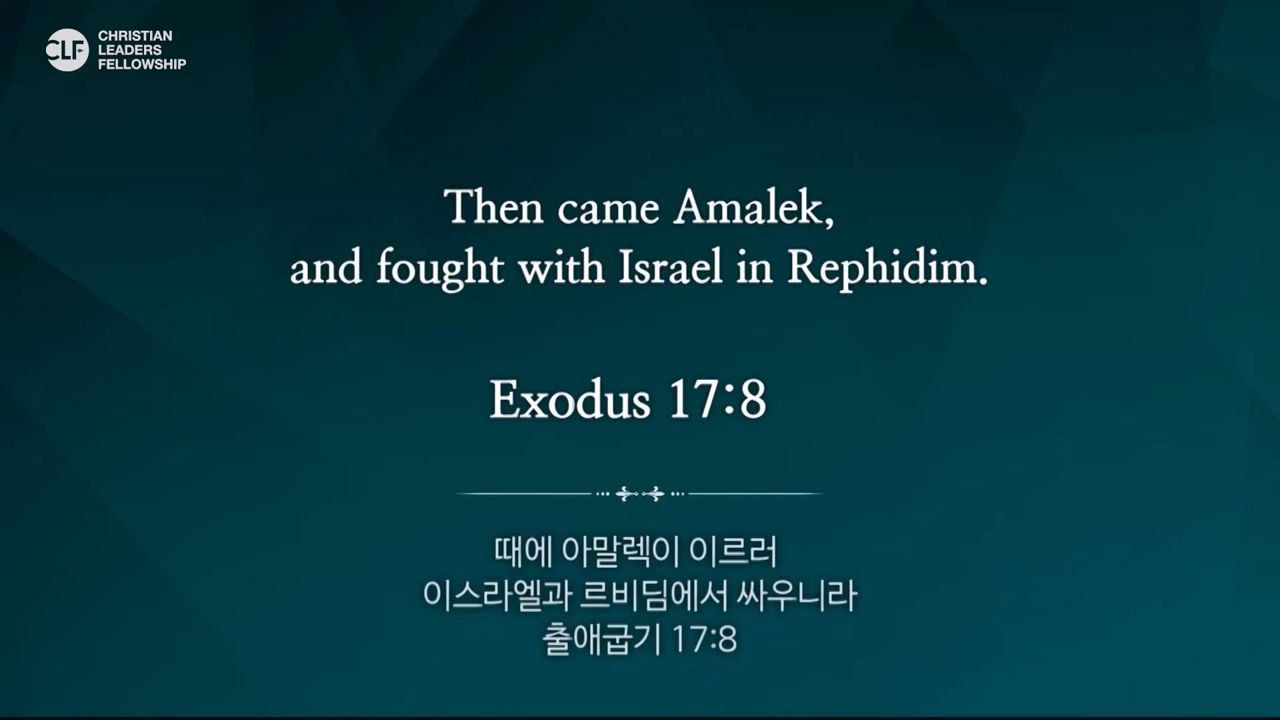 CLF
CHRISTIAN
LEADERS
FELLOWSHIP
Then came Amalek,
and fought with Israel in Rephidim.
Exodus 17:8
때에 아말렉이 이르러
이스라엘과 르비딤에서 싸우니라
출애굽기 17:8